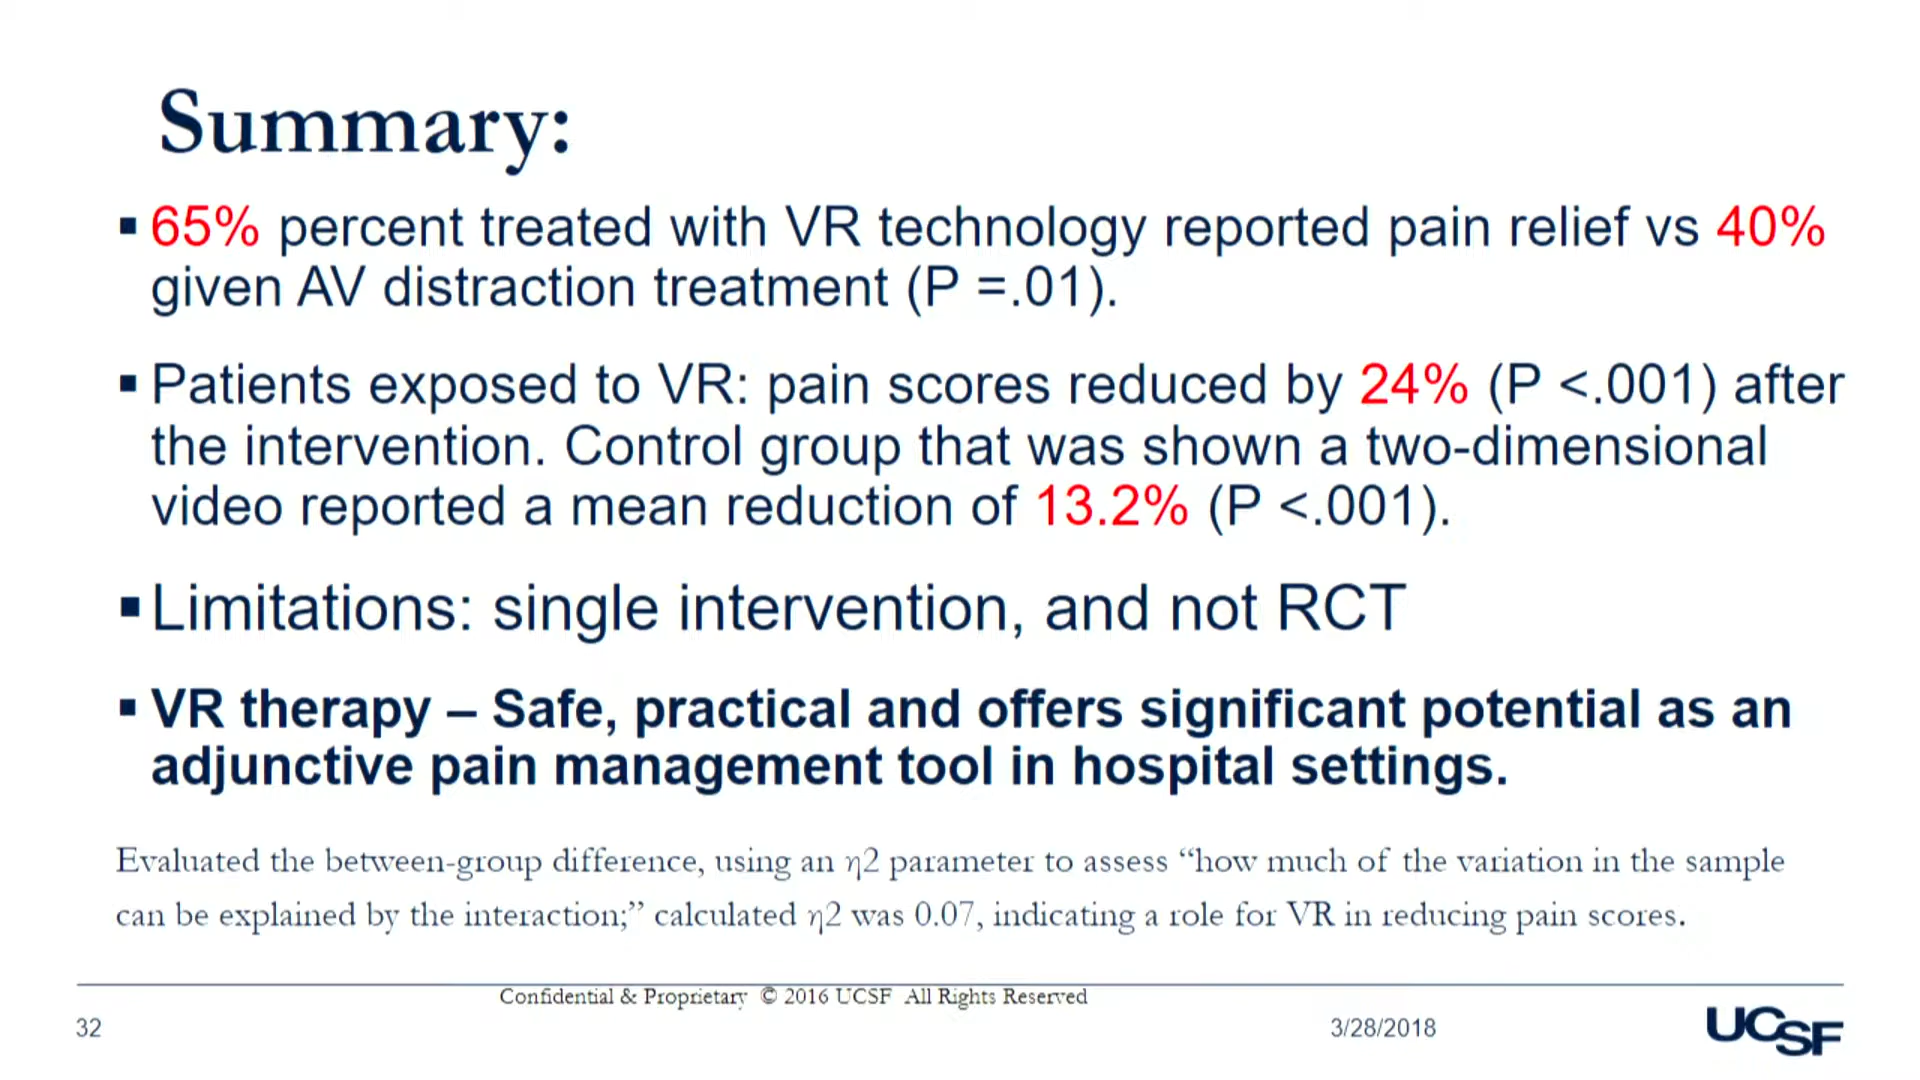 Summary:
▪ 65% percent treated with VR technology reported pain relief vs 40%
given AV distraction treatment (P =.01).
▪ Patients exposed to VR: pain scores reduced by 24% (P <.001) after
the intervention. Control group that was shown a two-dimensional
video reported a mean reduction of 13.2% (P <.001).
▪ Limitations: single intervention, and not RCT
▪ VR therapy – Safe, practical and offers significant potential as an
adjunctive pain management tool in hospital settings.
Evaluated the between-group difference, using an η2 parameter to assess “how much of the variation in the sample
can be explained by the interaction;” calculated η2 was 0.07, indicating a role for VR in reducing pain scores.
Confidential & Proprietary © 2016 UCSF All Rights Reserved
32
3/28/2018
UCSF